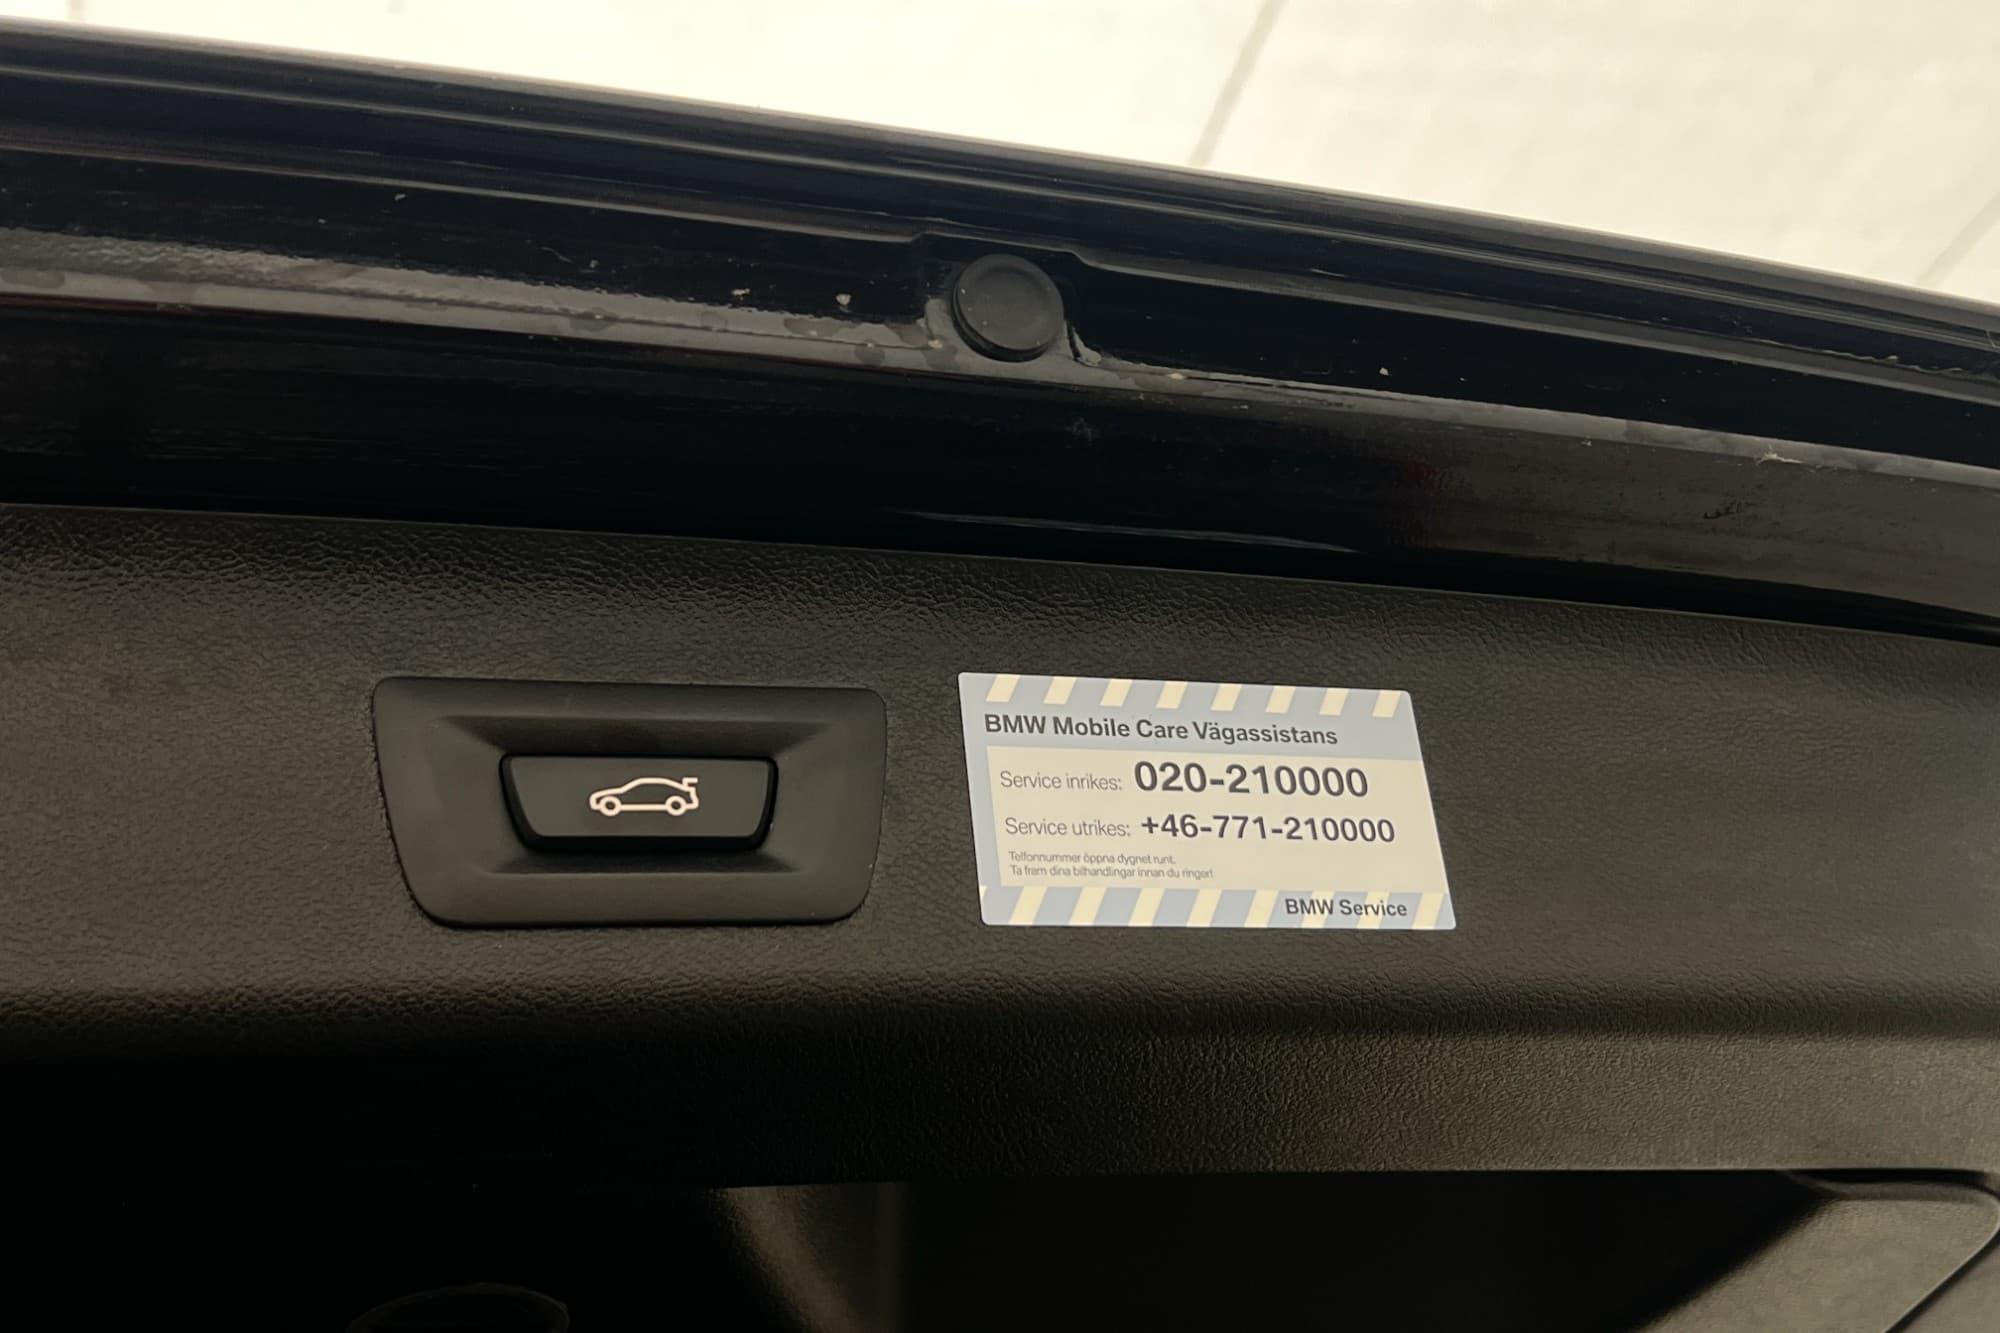 BMW Mobile Care Vägassistans
Service inrikes: 020-210000
Service utrikes: +46-771-210000
Telfonnummer öppna dygnet runt.
Ta fram dina bilhandlingar innan du ringer!
BMW Service